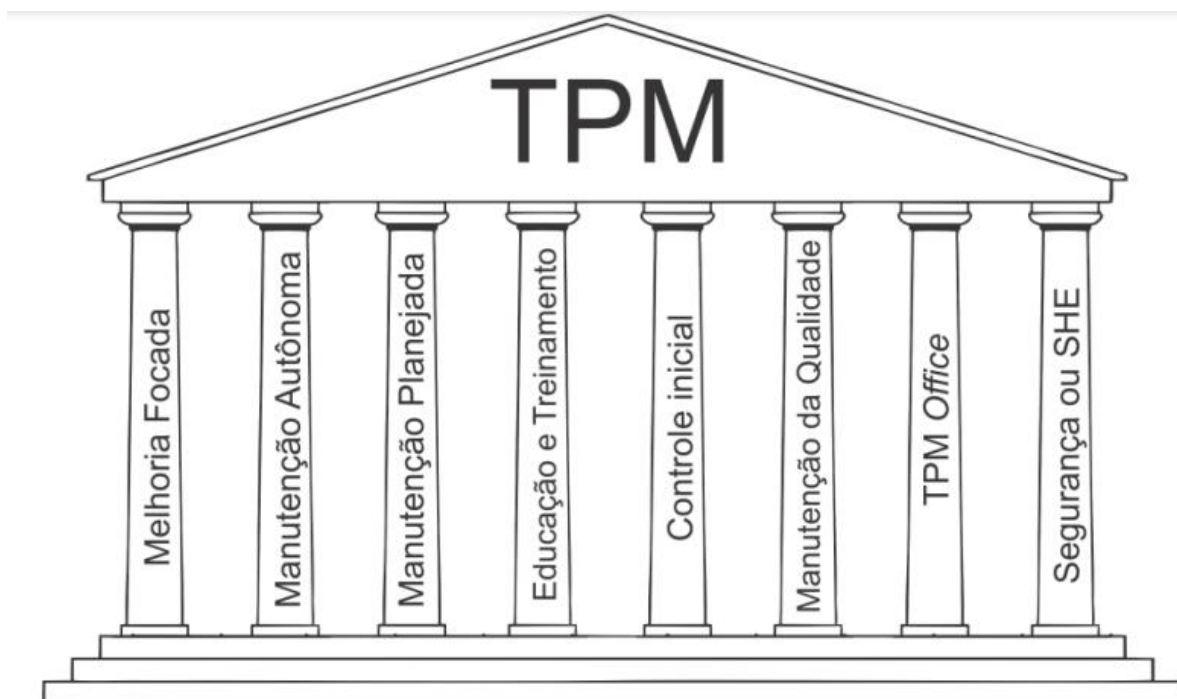 TPM
Melhoria Focada
Manutenção Autônoma
Manutenção Planejada
Educação e Treinamento
Controle inicial
Manutenção da Qualidade
TPM Office
Segurança ou SHE